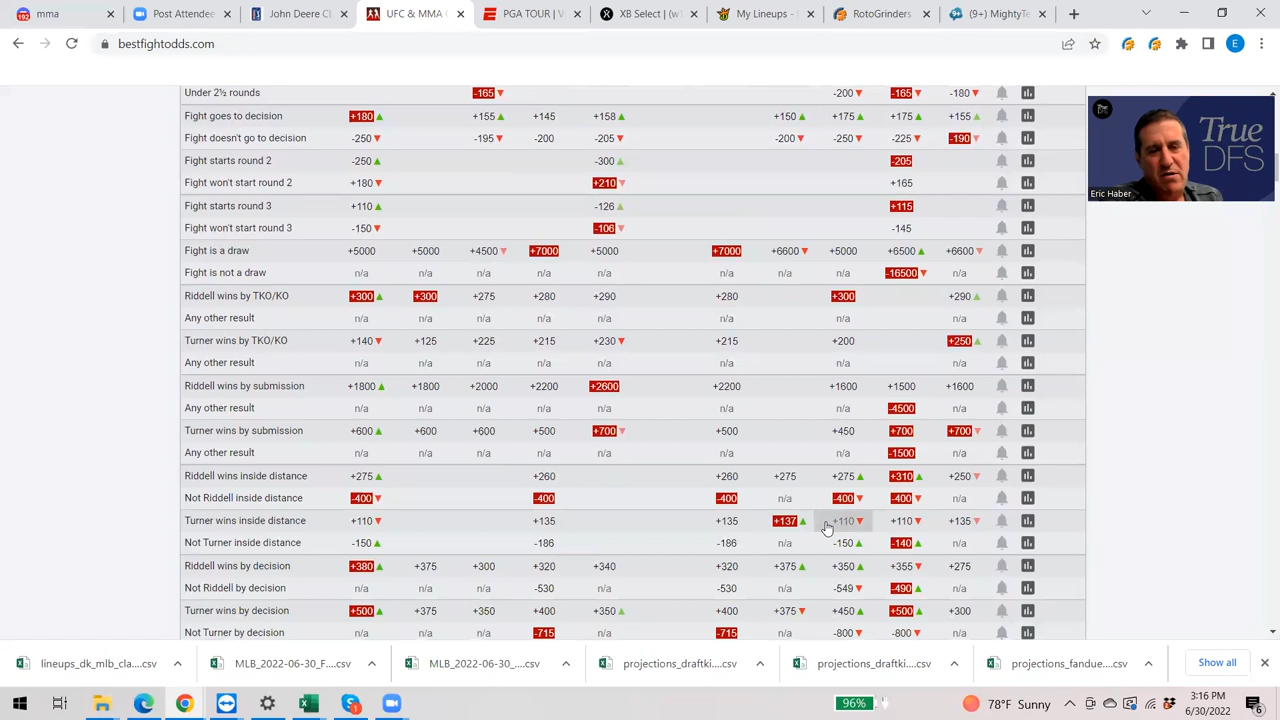 192 mma
Post Attendee
John Deere Cl
UFC & MMA
PGA TOUR | V
XB Select | (w1
My Lineups -
RotoGrinders
(9+) MightyTe
bestfightodds.com
E
Under 2½ rounds -165▼ -200▼ -165▼ -180▼
Fight goes to decision +180▲ +155▲ +145 +158▲ +150▲ +175▲ +175▲ +155▲
Fight doesn't go to decision -250▼ -195▼ -200 -205▼ -200▼ -250▼ -225▼ -190▼
Fight starts round 2 -250▲ -300▲ -205
Fight won't start round 2 +180▼ +210▼ +165
Fight starts round 3 +110▲ -126▲ +115
Fight won't start round 3 -150▼ -106▼ -145
Fight is a draw +5000 +5000 +4500▼ +7000 +5000 +7000 +6600▼ +5000 +6500▲ +6600▼
Fight is not a draw n/a n/a n/a n/a n/a n/a n/a n/a -16500▼ n/a
Riddell wins by TKO/KO +300▲ +300 +275 +280 +290 +280 +300 +290▲
Any other result n/a n/a n/a n/a n/a n/a n/a n/a
Turner wins by TKO/KO +140▼ +125 +225 +215 +230▼ +215 +200 +250▲
Any other result n/a n/a n/a n/a n/a n/a n/a n/a
Riddell wins by submission +1800▲ +1800 +2000 +2200 +2600 +2200 +1600 +1500 +1600
Any other result n/a n/a n/a n/a n/a n/a n/a -4500 n/a
Turner wins by submission +600▲ +600 +600 +500 +700▼ +500 +450 +700 +700▼
Any other result n/a n/a n/a n/a n/a n/a n/a -1500 n/a
Riddell wins inside distance +275▲ +260 +260 +275 +275▲ +310▲ +250▼
Not Riddell inside distance -400▼ -400 -400 n/a -400▼ -400▼ n/a
Turner wins inside distance +110▼ +135 +135 +137▲ +110▼ +110▼ +135▼
Not Turner inside distance -150▲ -186 -186 n/a -150▲ -140▲ n/a
Riddell wins by decision +380▲ +375 +300 +320 +340 +320 +375▲ +350▲ +355▼ +275
Not Riddell by decision n/a n/a n/a -530 n/a -530 n/a -549▼ -490▲ n/a
Turner wins by decision +500▲ +375 +350 +400 +350▲ +400 +375▼ +450▲ +500▲ +300
Not Turner by decision n/a n/a n/a -715 n/a -715 n/a -800▼ -800▼ n/a
True DFS
True
DFS
Eric Haber
lineups_dk_mlb_cla....csv
MLB_2022-06-30_F....csv
MLB_2022-06-30_....csv
projections_draftki....csv
projections_draftki....csv
projections_fandue....csv
Show all
96%
78°F Sunny
3:16 PM
6/30/2022
6